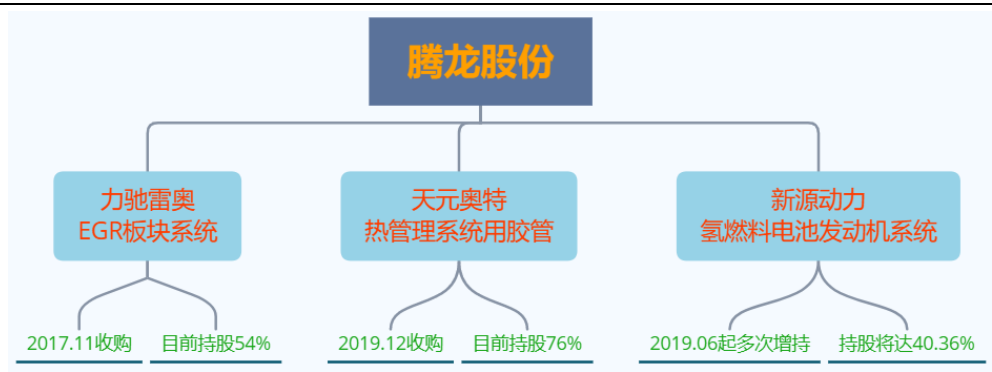 腾龙股份
力驰雷奥
EGR板块系统
天元奥特
热管理系统用胶管
新源动力
氢燃料电池发动机系统
2017.11收购
目前持股54%
2019.12收购
目前持股76%
2019.06起多次增持
持股将达40.36%